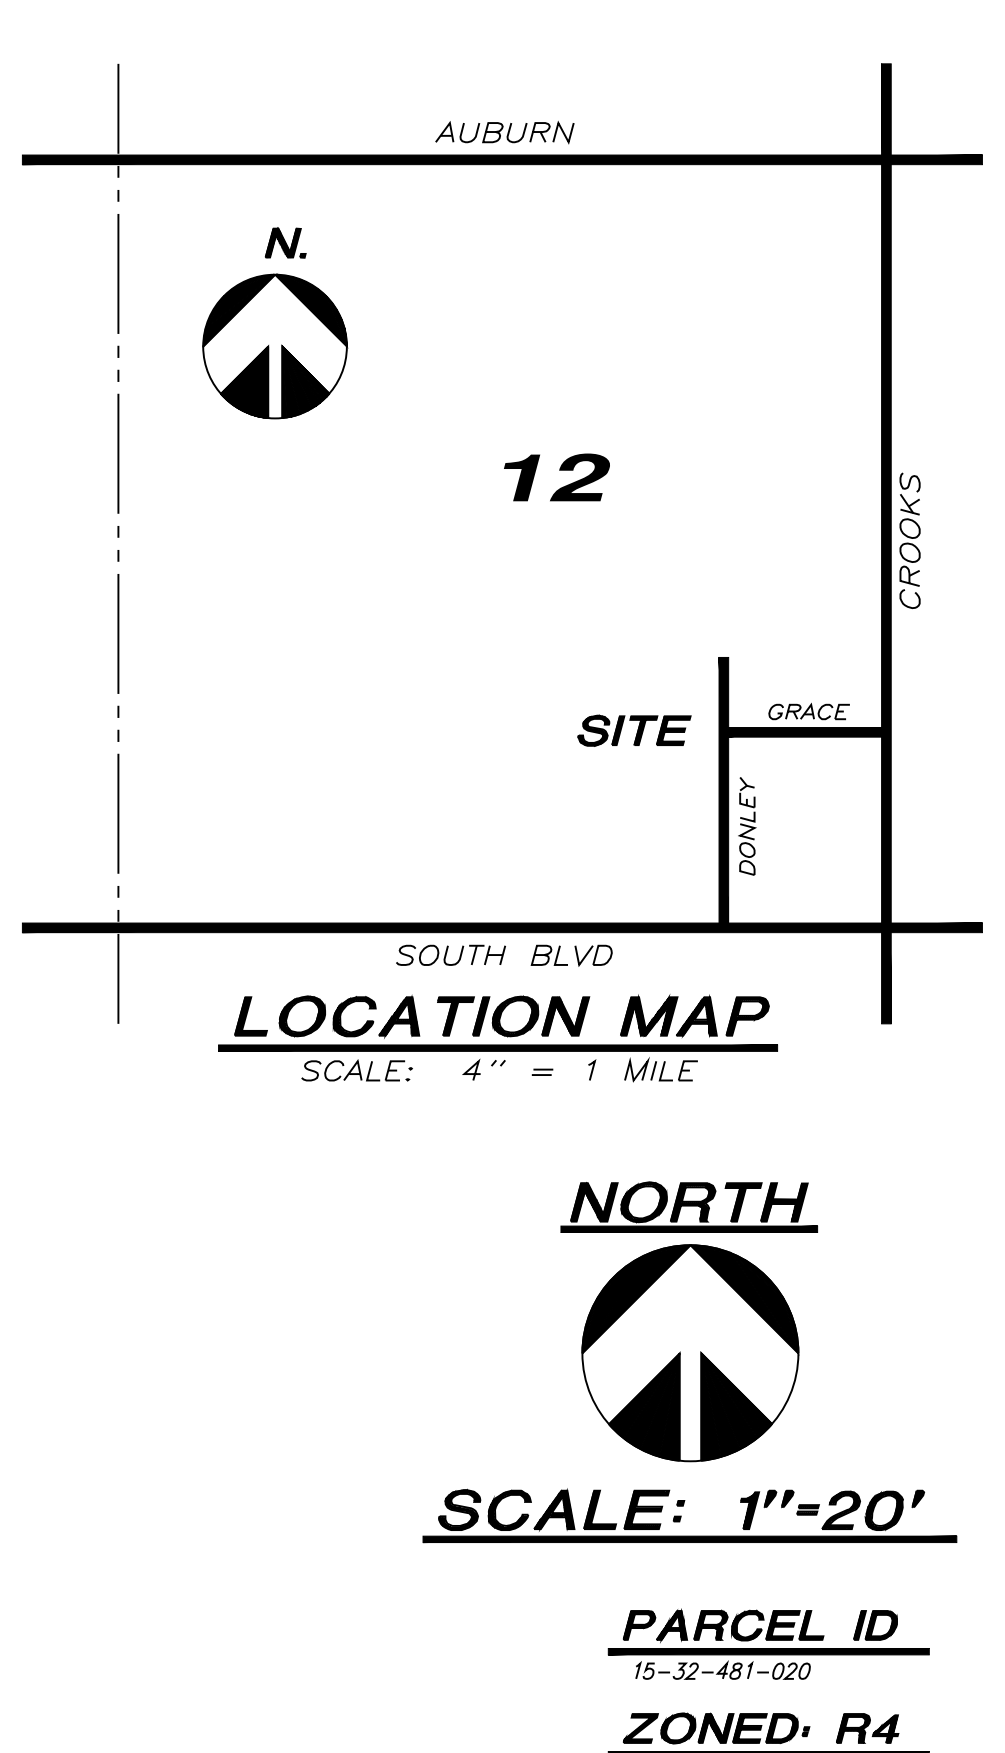 AUBURN
N.
12
CROOKS
GRACE
SITE
DONLEY
SOUTH BLVD
LOCATION MAP
SCALE: 4" = 1 MILE
NORTH
SCALE: 1"=20'
PARCEL ID
15-32-481-020
ZONED: R4